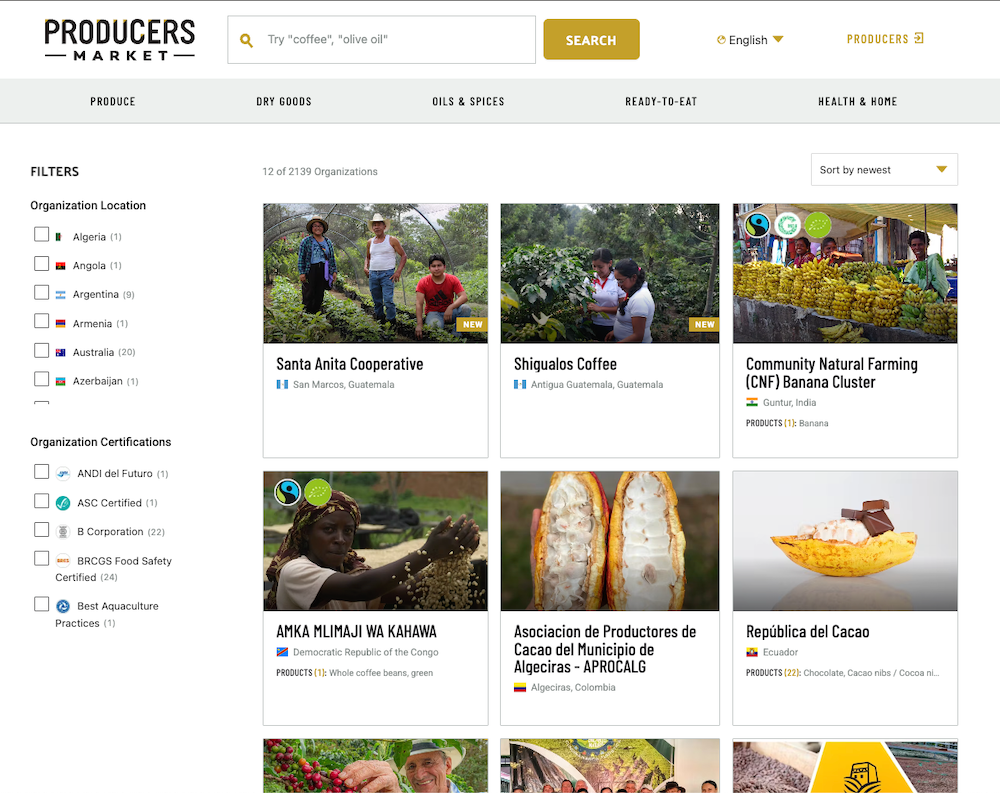 PRODUCERS
MARKET
Try "coffee", "olive oil"
SEARCH
English
PRODUCERS
PRODUCE
DRY GOODS
OILS & SPICES
READY-TO-EAT
HEALTH & HOME
FILTERS
12 of 2139 Organizations
Sort by newest
Organization Location
Algeria (1)
Angola (1)
Argentina (9)
Armenia (1)
Australia (20)
Azerbaijan (1)
Organization Certifications
ANDI del Futuro (1)
ASC Certified (1)
B Corporation (22)
BRCGS Food Safety
Certified (24)
Best Aquaculture
Practices (1)
NEW
Santa Anita Cooperative
San Marcos, Guatemala
NEW
Shigualos Coffee
Antigua Guatemala, Guatemala
Community Natural Farming
(CNF) Banana Cluster
Guntur, India
PRODUCTS (1): Banana
AMKA MLIMAJI WA KAHAWA
Democratic Republic of the Congo
PRODUCTS (1): Whole coffee beans, green
Asociacion de Productores de
Cacao del Municipio de
Algeciras - APROCALG
Algeciras, Colombia
República del Cacao
Ecuador
PRODUCTS (22): Chocolate, Cacao nibs / Cocoa ni...